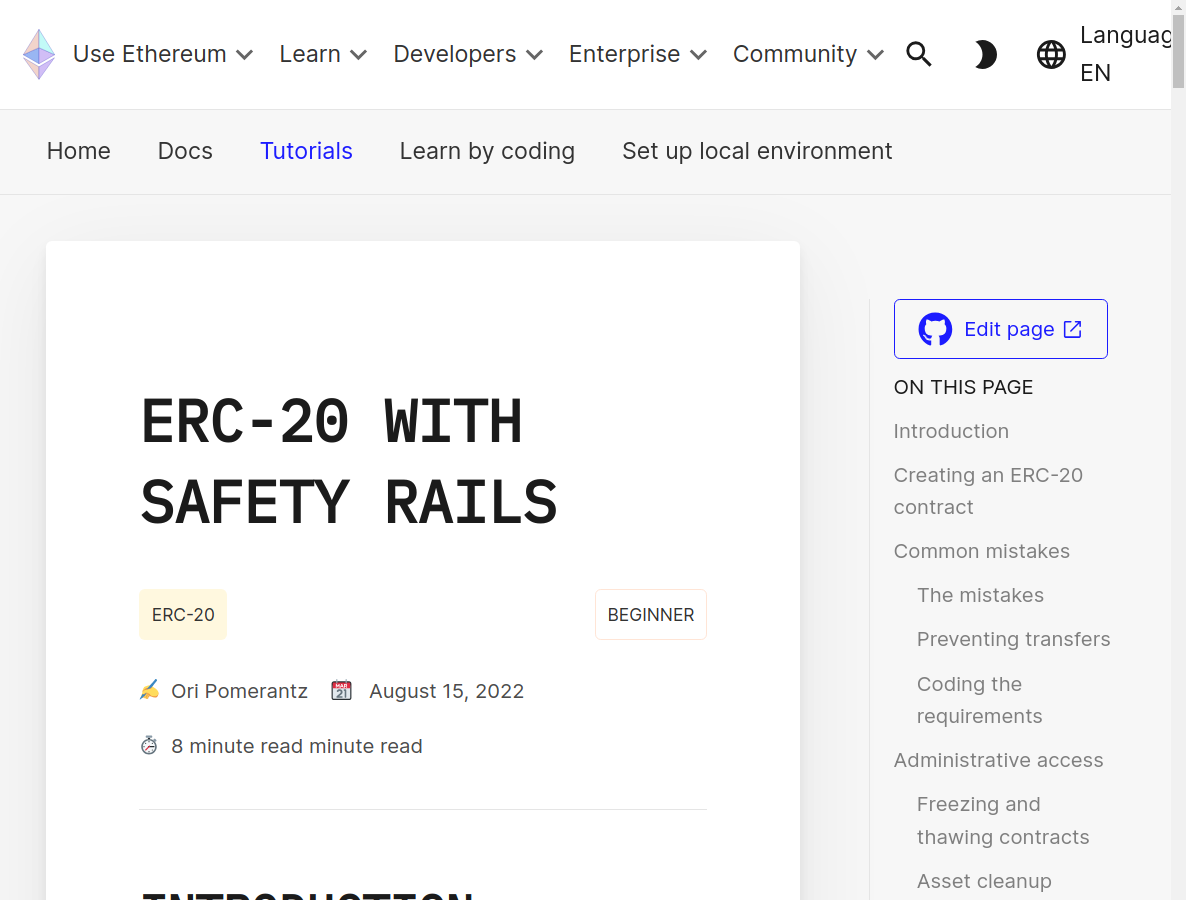 Use Ethereum Learn Developers Enterprise Community
Languag
EN
Home Docs Tutorials Learn by coding Set up local environment
ERC-20 WITH
SAFETY RAILS
ERC-20 BEGINNER
Ori Pomerantz August 15, 2022
8 minute read minute read
INTRODUCTION
Edit page
ON THIS PAGE
Introduction
Creating an ERC-20
contract
Common mistakes
The mistakes
Preventing transfers
Coding the
requirements
Administrative access
Freezing and
thawing contracts
Asset cleanup